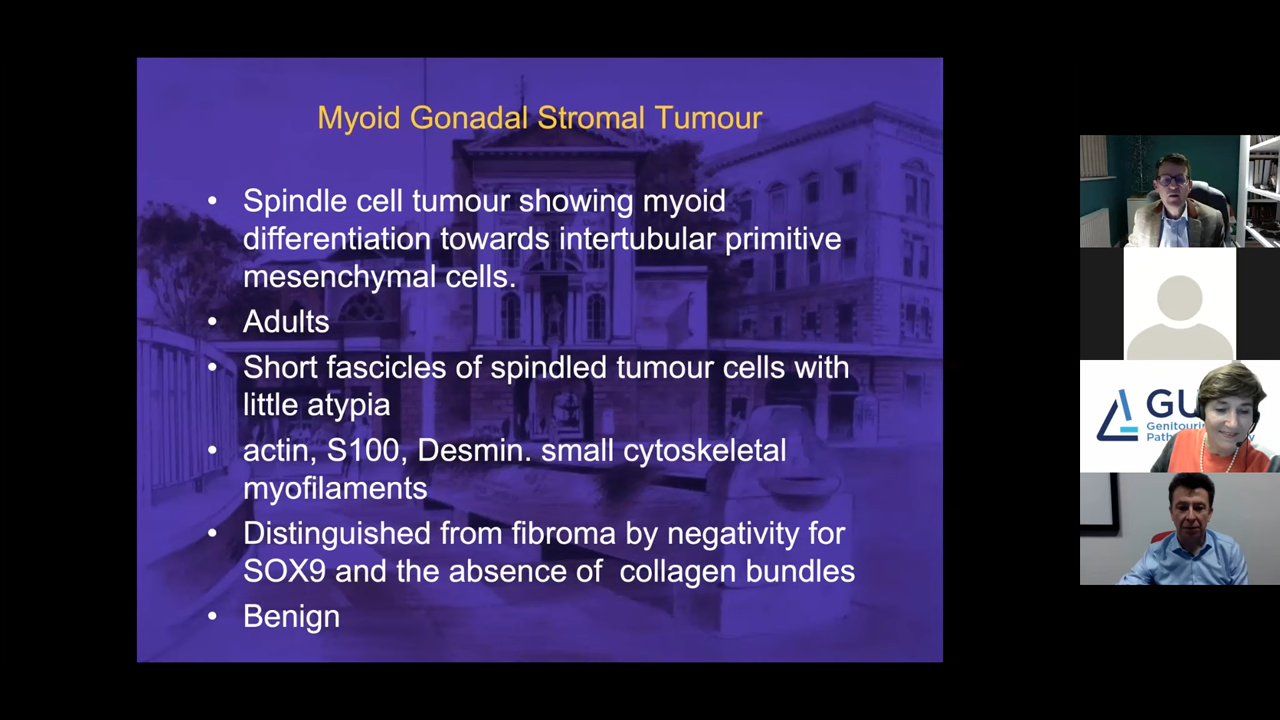 Myoid Gonadal Stromal Tumour
• Spindle cell tumour showing myoid
differentiation towards intertubular primitive
mesenchymal cells.
• Adults
• Short fascicles of spindled tumour cells with
little atypia
• actin, S100, Desmin. small cytoskeletal
myofilaments
• Distinguished from fibroma by negativity for
SOX9 and the absence of  collagen bundles
• Benign
GU